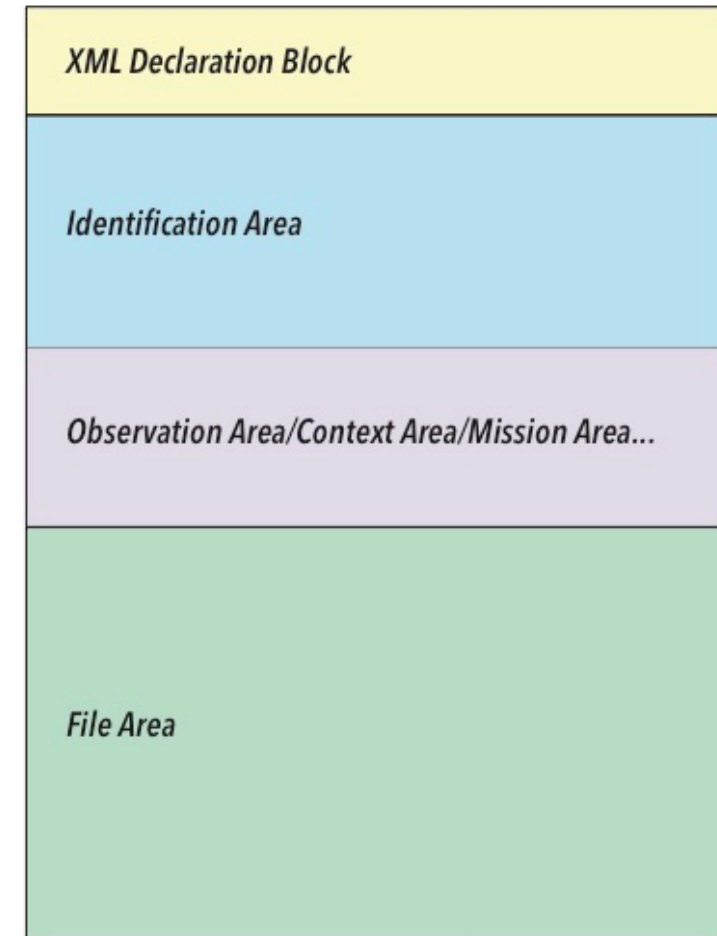 XML Declaration Block
Identification Area
Observation Area/Context Area/Mission Area...
File Area